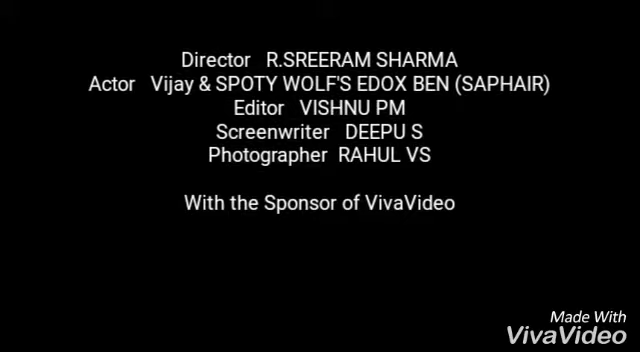 Director R.SREERAM SHARMA
Actor Vijay & SPOTY WOLF'S EDOX BEN (SAPHAIR)
Editor VISHNU PM
Screenwriter DEEPU S
Photographer RAHUL VS
With the Sponsor of VivaVideo
Made With
VivaVideo